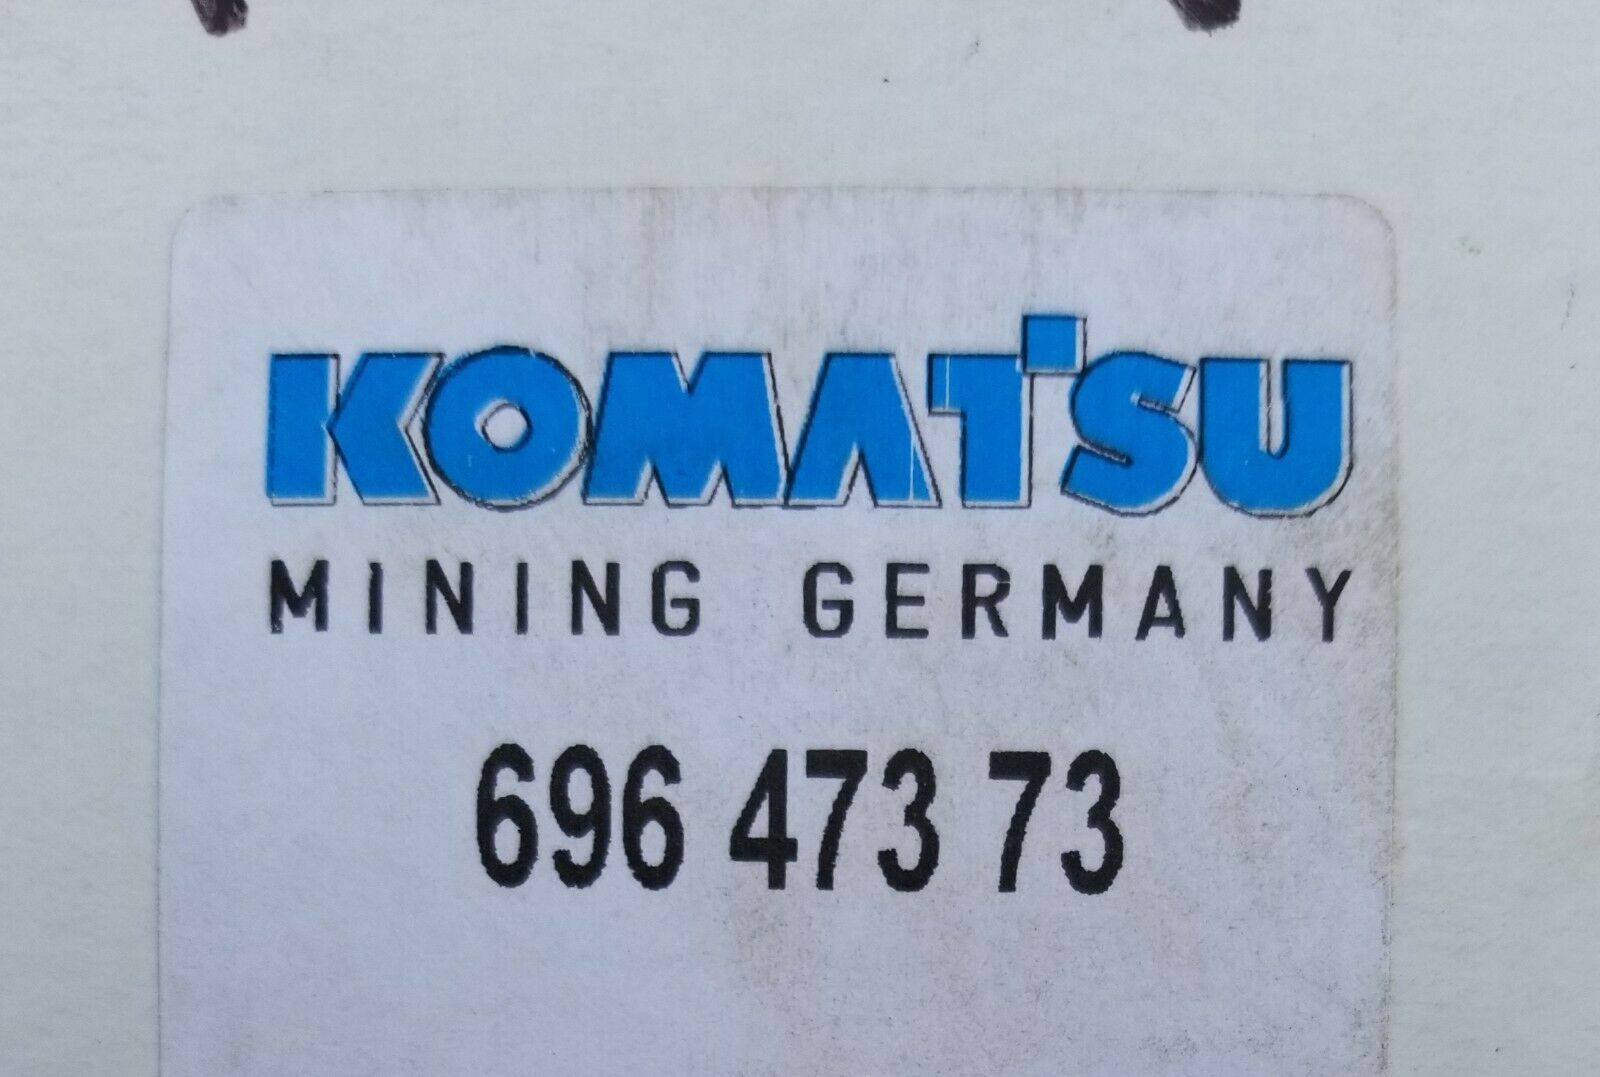 KOMATSU
MINING GERMANY
696 473 73